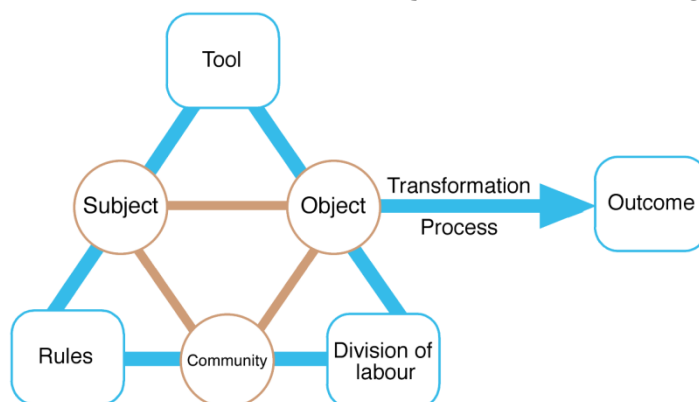 Tool
Subject
Object
Transformation
Process
Outcome
Rules
Community
Division of
labour